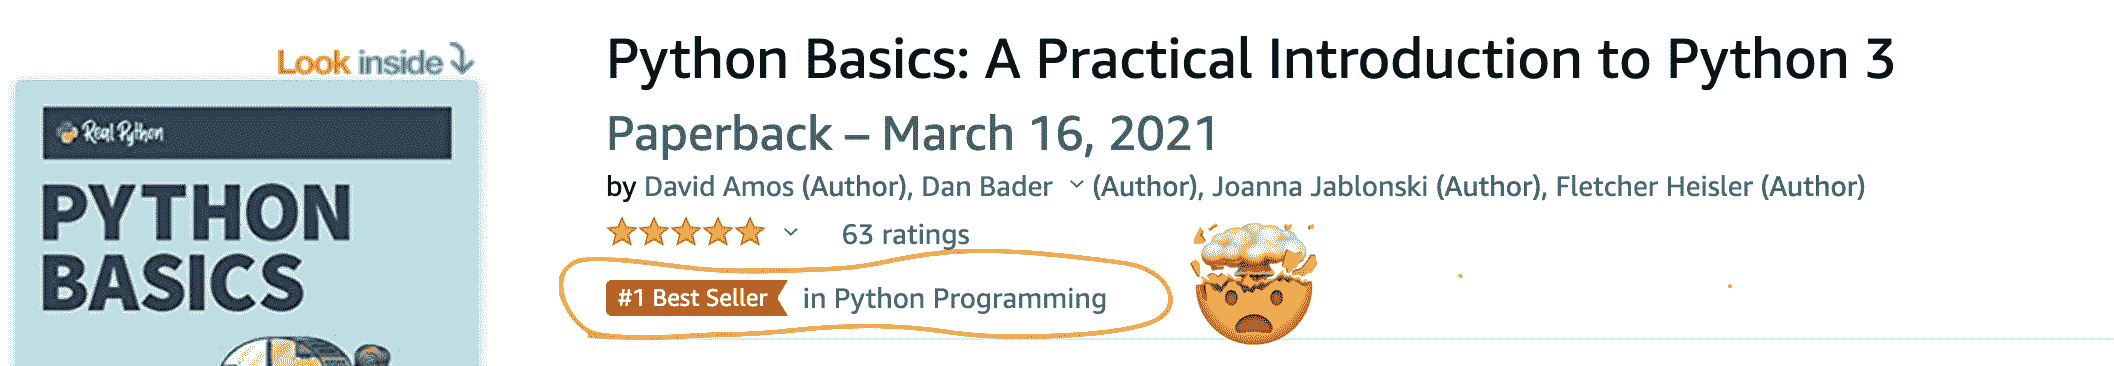 Look inside
Real Python
PYTHON
BASICS
Python Basics: A Practical Introduction to Python 3
Paperback – March 16, 2021
by David Amos (Author), Dan Bader (Author), Joanna Jablonski (Author), Fletcher Heisler (Author)
63 ratings
#1 Best Seller in Python Programming